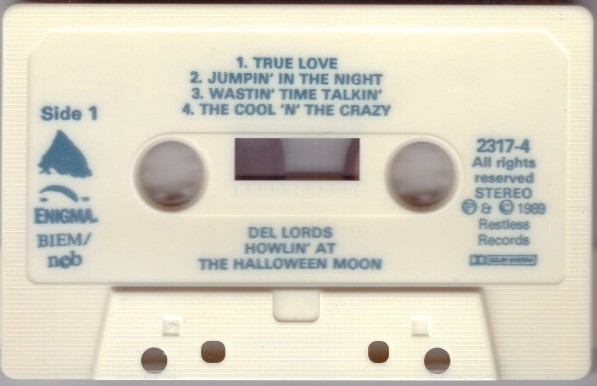 1. TRUE LOVE
2. JUMPIN' IN THE NIGHT
3. WASTIN' TIME TALKIN'
4. THE COOL 'N' THE CRAZY
Side 1
ENIGMA.
BIEM/
ncb
2317-4
All rights
reserved
STEREO
Ⓟ & © 1989
Restless
Records
DOLBY SYSTEM
DEL LORDS
HOWLIN' AT
THE HALLOWEEN MOON